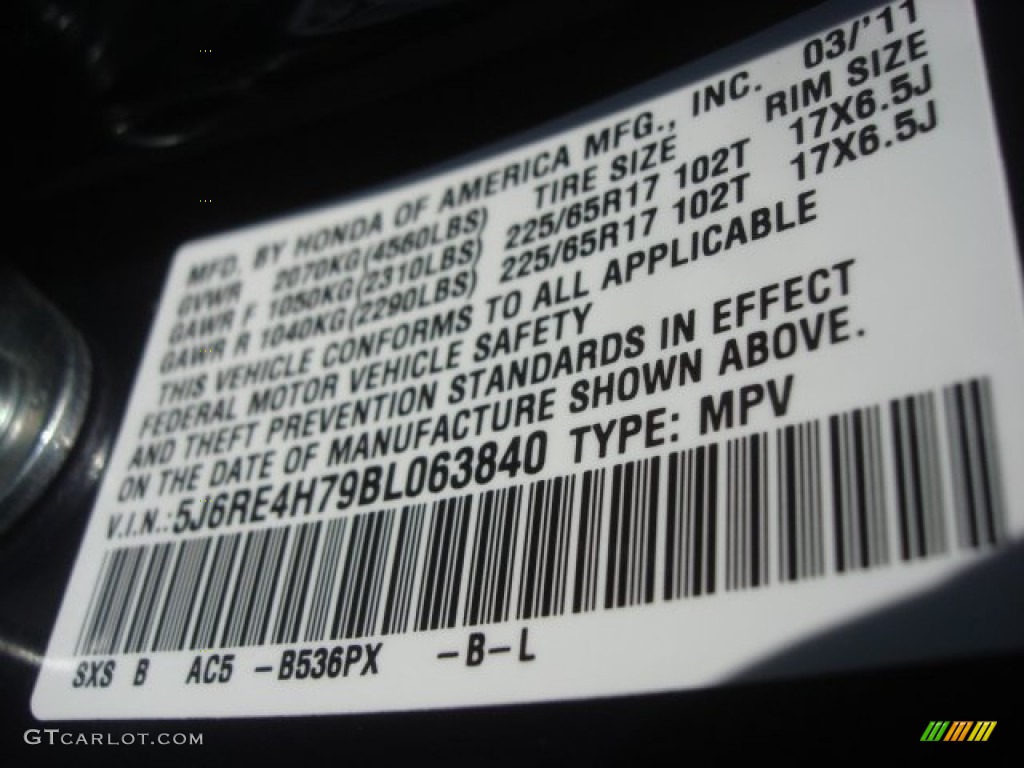 MFD. BY HONDA OF AMERICA MFG., INC. 03/'11
GVWR 2070KG(4560LBS) TIRE SIZE RIM SIZE
GAWR F 1050KG(2310LBS) 225/65R17 102T 17X6.5J
GAWR R 1040KG(2290LBS) 225/65R17 102T 17X6.5J
THIS VEHICLE CONFORMS TO ALL APPLICABLE
FEDERAL MOTOR VEHICLE SAFETY
AND THEFT PREVENTION STANDARDS IN EFFECT
ON THE DATE OF MANUFACTURE SHOWN ABOVE.
V.I.N.:5J6RE4H79BL063840 TYPE: MPV
SXS B AC5 -B536PX -B-L
GTCARLOT.COM